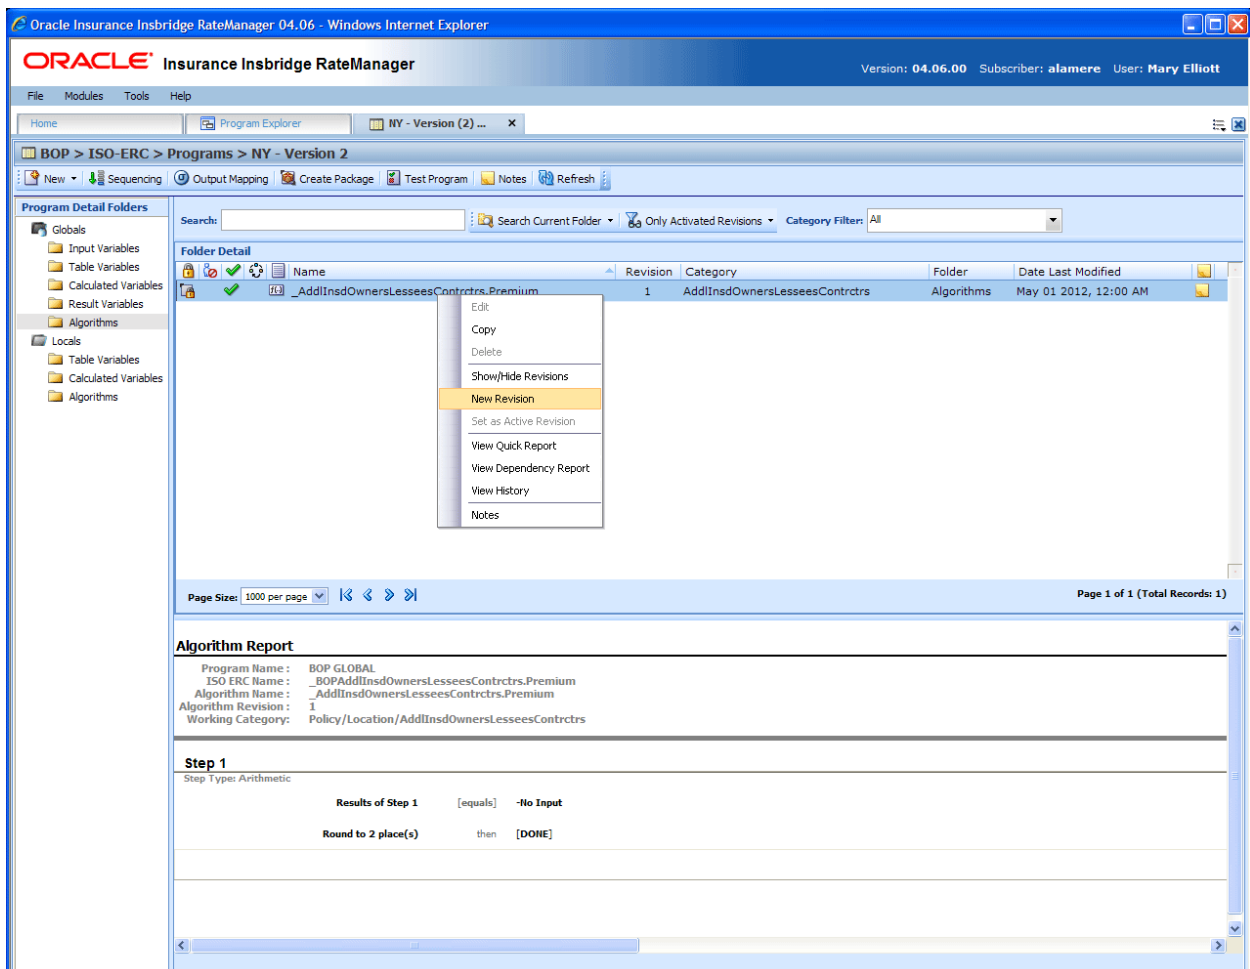 Oracle Insurance Insbridge RateManager 04.06 - Windows Internet Explorer
ORACLE® Insurance Insbridge RateManager
Version: 04.06.00 Subscriber: alamere User: Mary Elliott
File Modules Tools Help
Home Program Explorer NY - Version (2) ... x
BOP > ISO-ERC > Programs > NY - Version 2
New Sequencing Output Mapping Create Package Test Program Notes Refresh
Program Detail Folders
Globals
Input Variables
Table Variables
Calculated Variables
Result Variables
Algorithms
Locals
Table Variables
Calculated Variables
Algorithms
Search: Search Current Folder Only Activated Revisions Category Filter: All
Folder Detail
Name Revision Category Folder Date Last Modified
_AddlInsdOwnersLesseesContrctrs.Premium 1 AddlInsdOwnersLesseesContrctrs Algorithms May 01 2012, 12:00 AM
Edit
Copy
Delete
Show/Hide Revisions
New Revision
Set as Active Revision
View Quick Report
View Dependency Report
View History
Notes
Page Size: 1000 per page Page 1 of 1 (Total Records: 1)
Algorithm Report
Program Name : BOP GLOBAL
ISO ERC Name : _BOPAddlInsdOwnersLesseesContrctrs.Premium
Algorithm Name : _AddlInsdOwnersLesseesContrctrs.Premium
Algorithm Revision : 1
Working Category: Policy/Location/AddlInsdOwnersLesseesContrctrs
Step 1
Step Type: Arithmetic
Results of Step 1 [equals] -No Input
Round to 2 place(s) then [DONE]